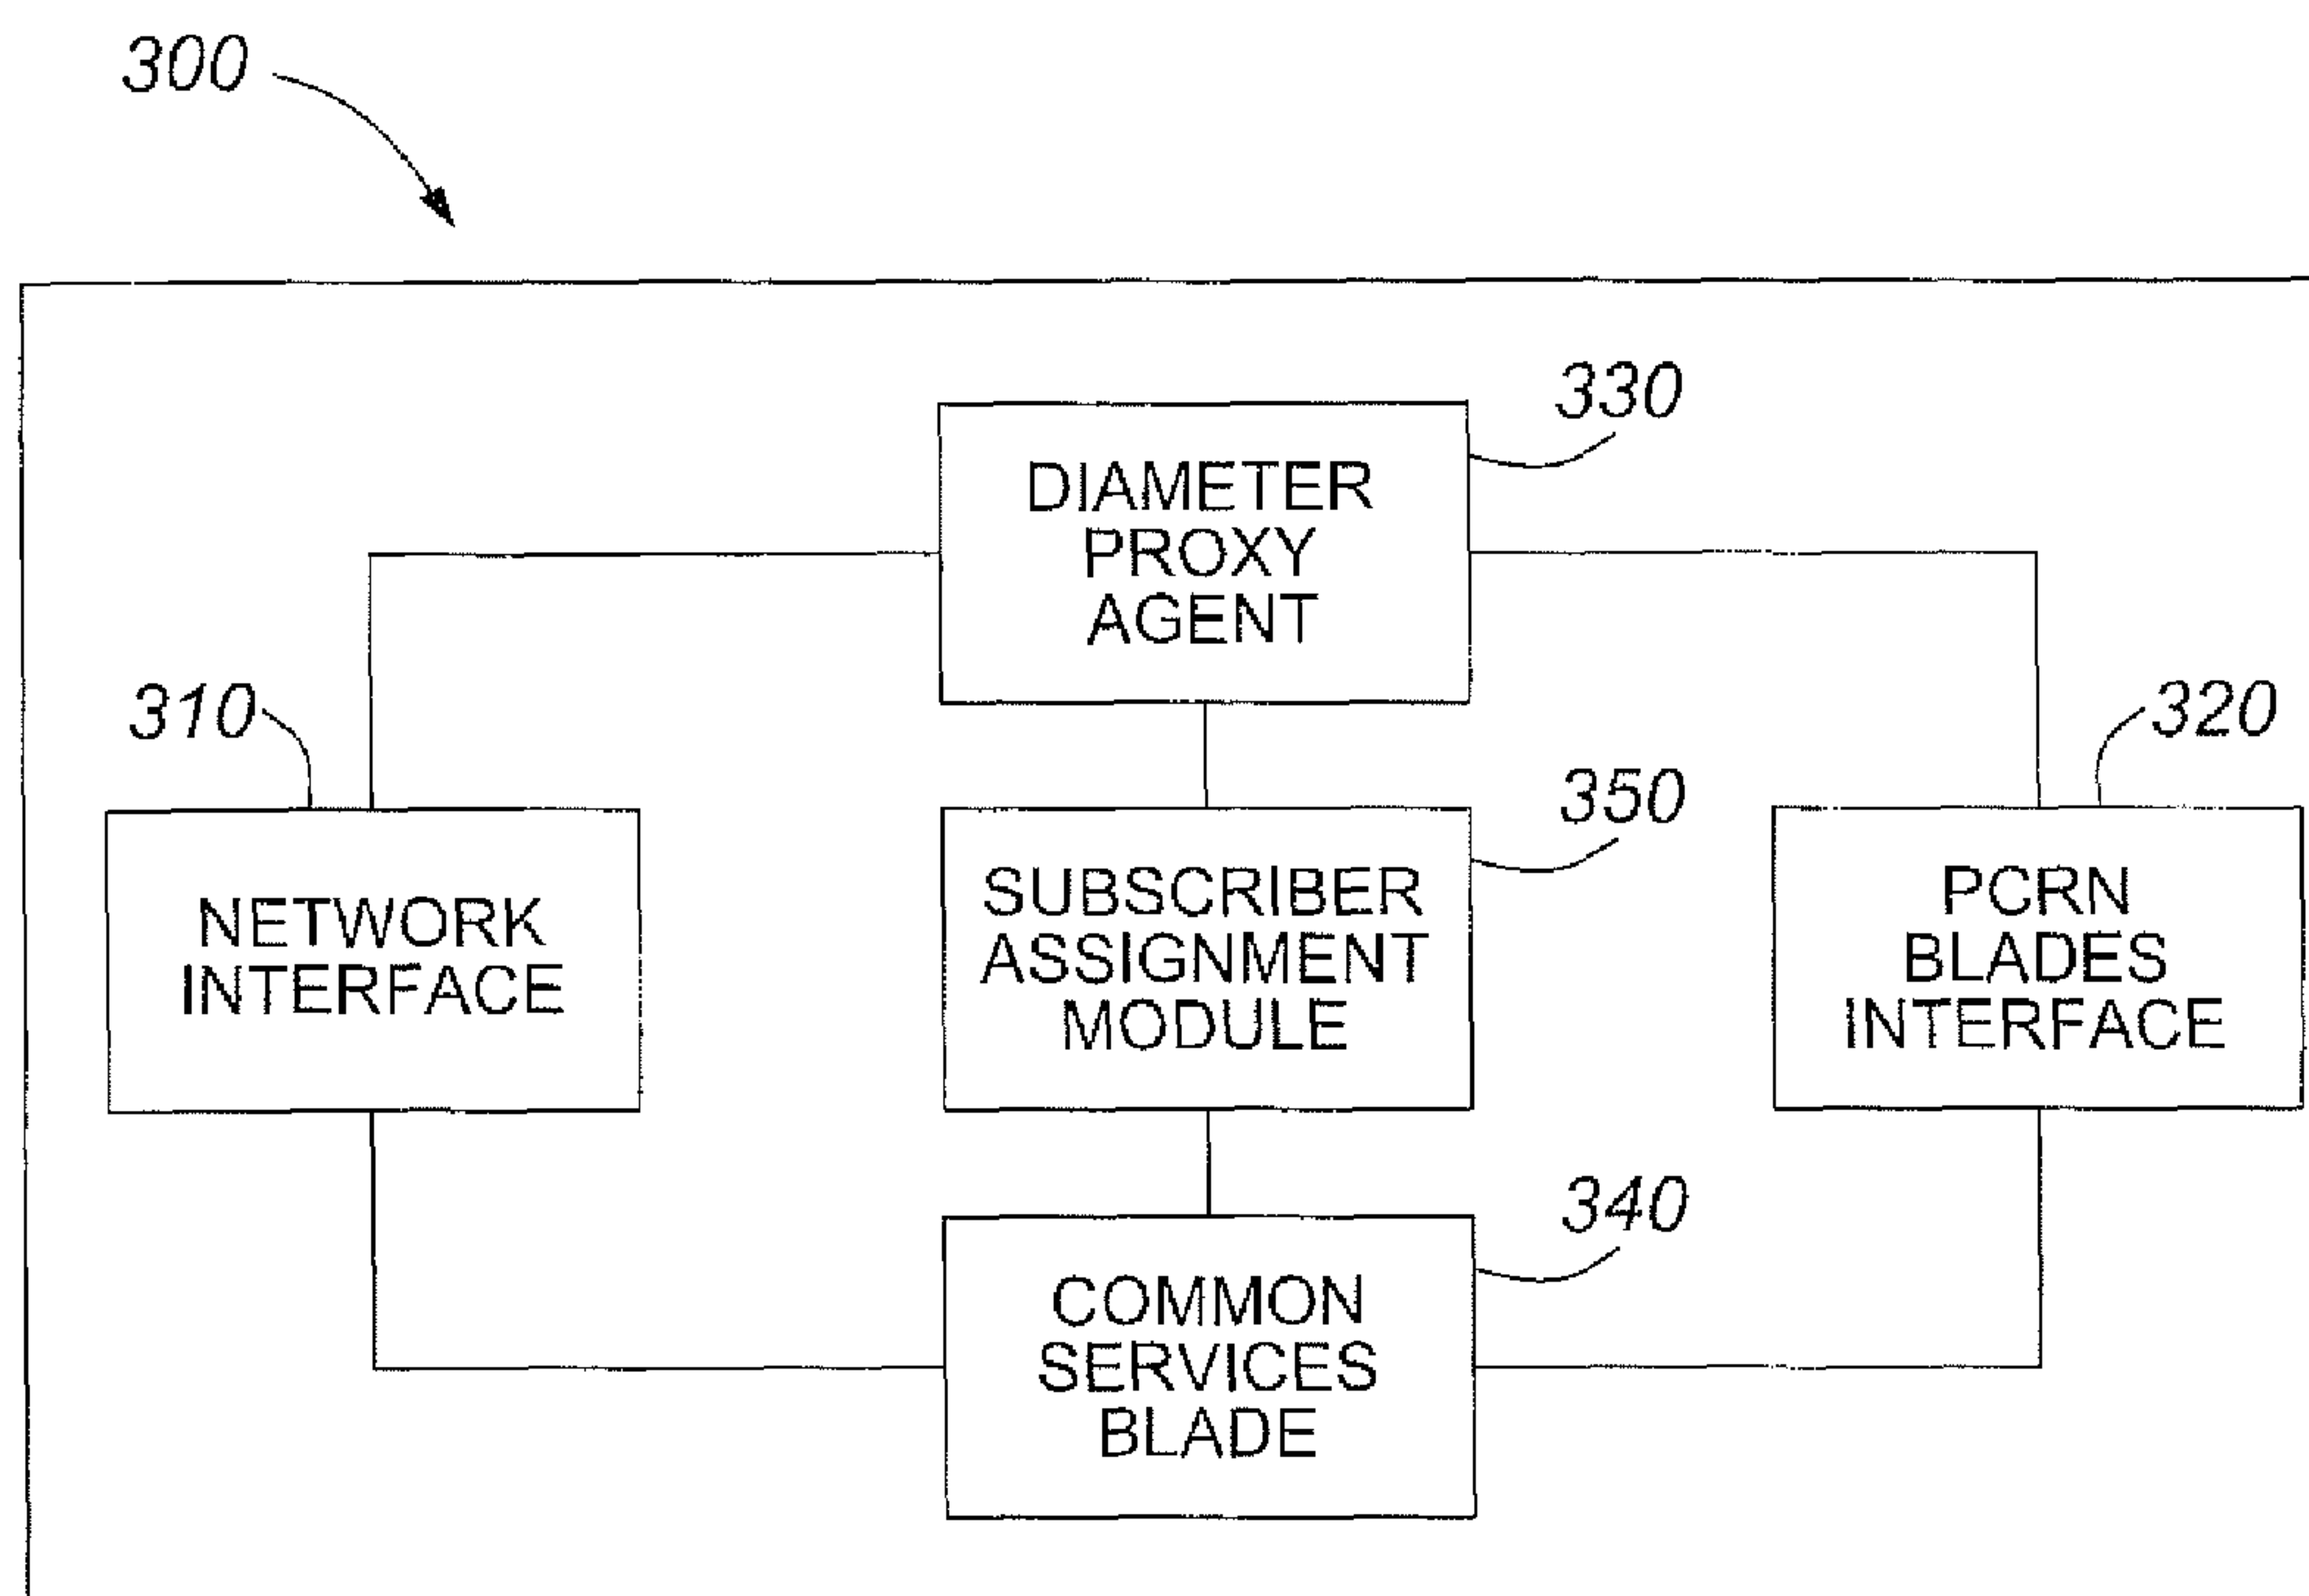 300
330
DIAMETER
PROXY
AGENT
310
320
350
NETWORK
INTERFACE
SUBSCRIBER
ASSIGNMENT
MODULE
PCRN
BLADES
INTERFACE
340
COMMON
SERVICES
BLADE